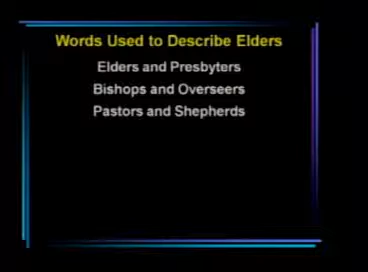 Words Used to Describe Elders
Elders and Presbyters
Bishops and Overseers
Pastors and Shepherds